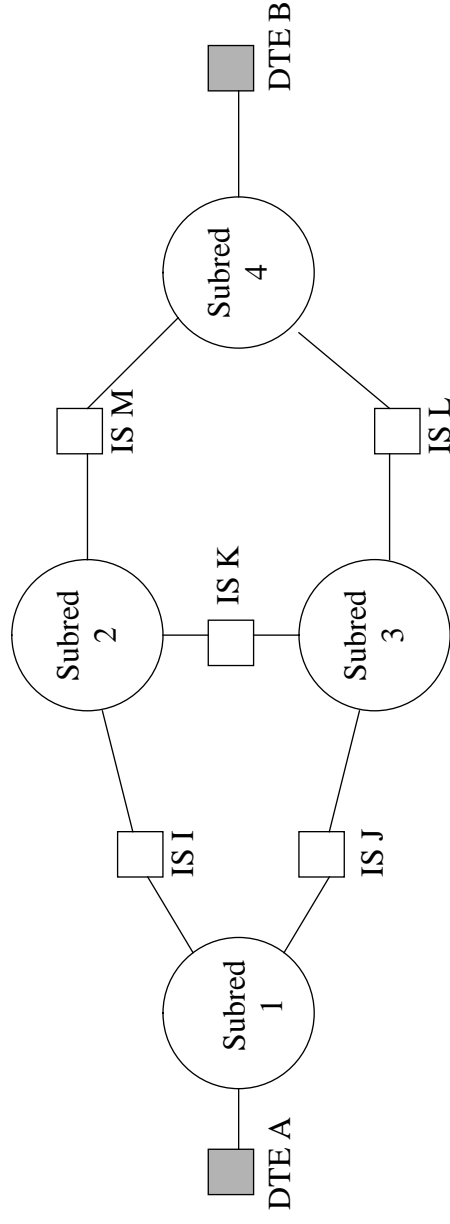 DTE A
Subred
1
IS I
IS J
Subred
2
IS K
Subred
3
IS M
IS L
Subred
4
DTE B